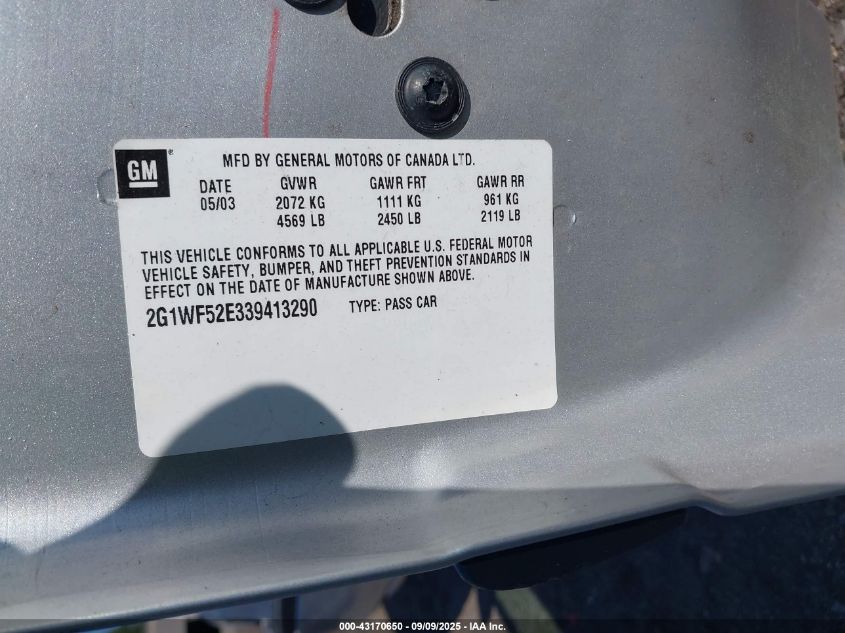 GM® MFD BY GENERAL MOTORS OF CANADA LTD.
DATE GVWR GAWR FRT GAWR RR
05/03 2072 KG 1111 KG 961 KG
4569 LB 2450 LB 2119 LB
THIS VEHICLE CONFORMS TO ALL APPLICABLE U.S. FEDERAL MOTOR
VEHICLE SAFETY, BUMPER, AND THEFT PREVENTION STANDARDS IN
EFFECT ON THE DATE OF MANUFACTURE SHOWN ABOVE.
2G1WF52E339413290 TYPE: PASS CAR
000-43170650 - 09/09/2025 - IAA Inc.